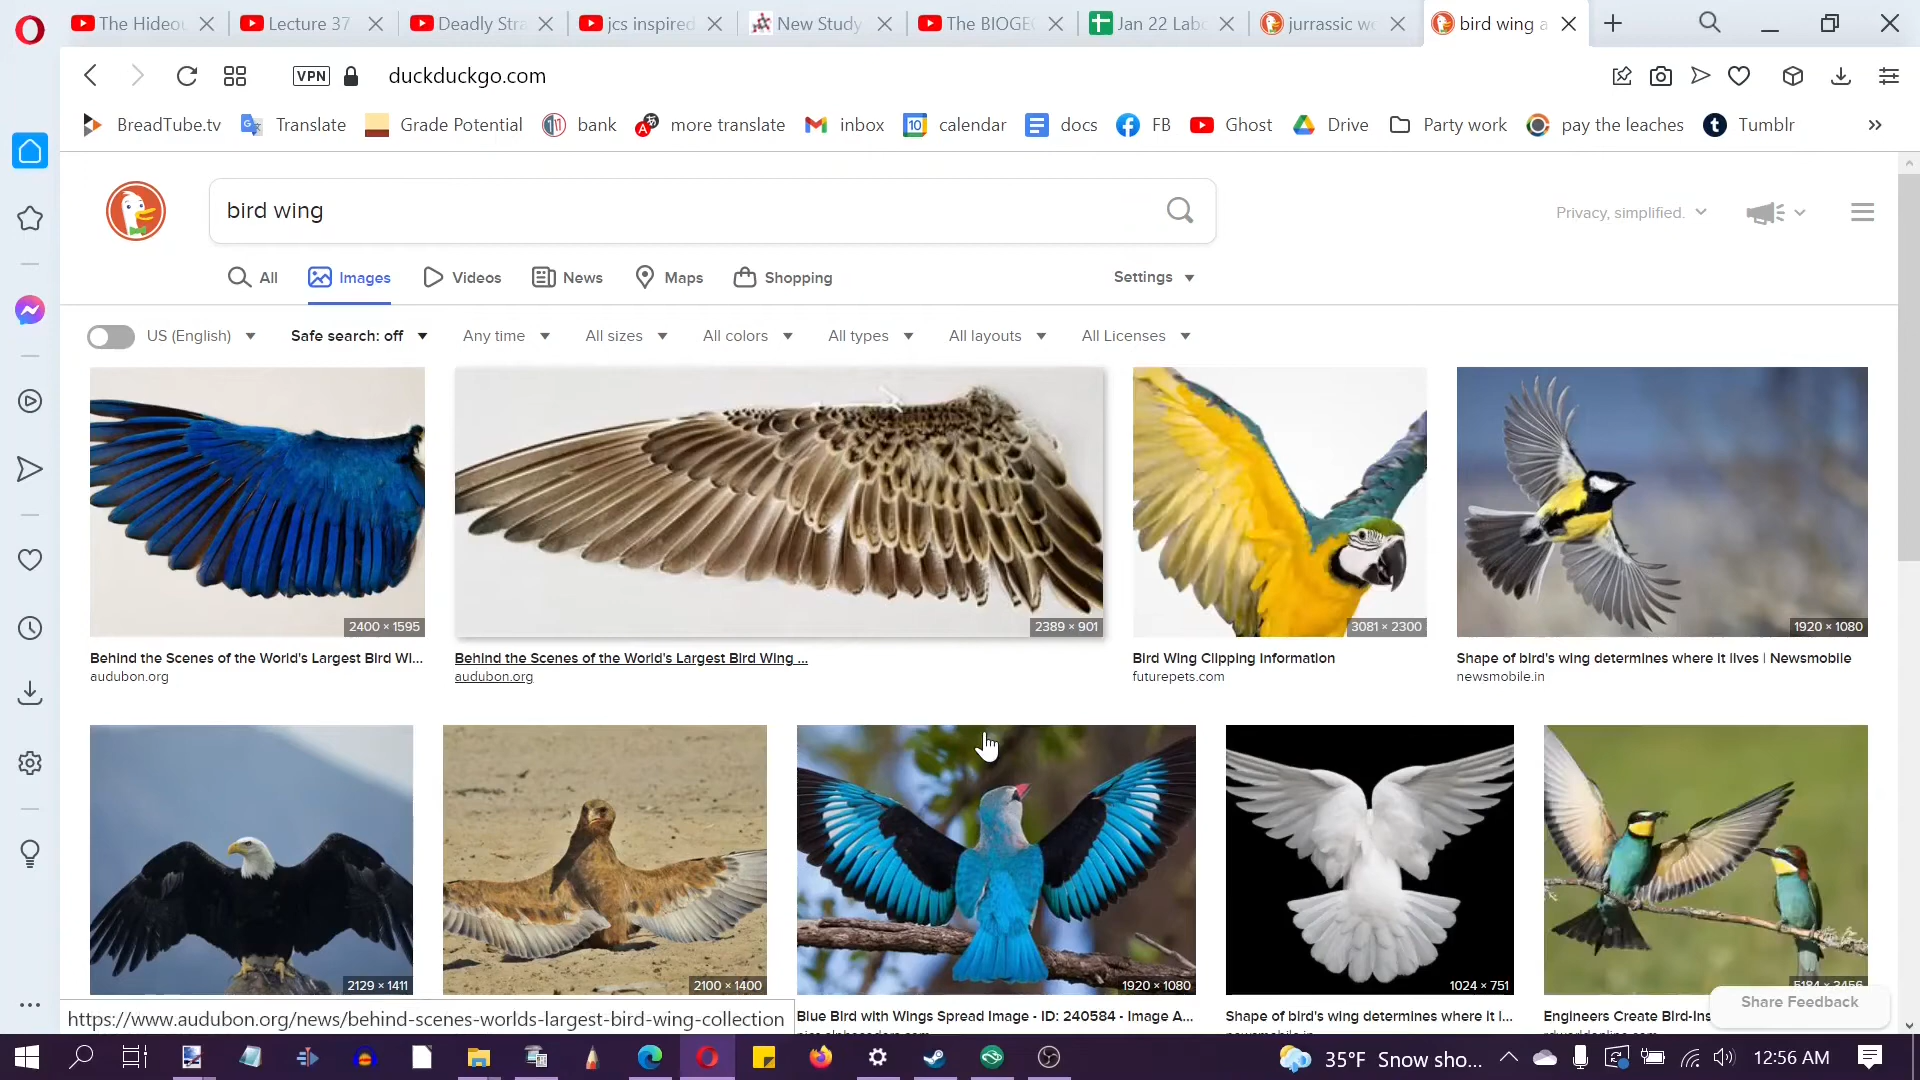 The Hideou
Lecture 37
Deadly Stra
jcs inspired
New Study
The BIOGE
Jan 22 Labo
jurrassic wo
bird wing a
VPN
duckduckgo.com
BreadTube.tv
Translate
Grade Potential
bank
more translate
inbox
10
calendar
docs
FB
Ghost
Drive
Party work
pay the leaches
Tumblr
bird wing
Privacy, simplified.
All
Images
Videos
News
Maps
Shopping
Settings
US (English)
Safe search: off
Any time
All sizes
All colors
All types
All layouts
All Licenses
2400 × 1595
2389 × 901
3081 × 2300
1920 × 1080
Behind the Scenes of the World's Largest Bird Wi...
audubon.org
Behind the Scenes of the World's Largest Bird Wing ...
audubon.org
Bird Wing Clipping Information
futurepets.com
Shape of bird's wing determines where it lives | Newsmobile
newsmobile.in
2129 × 1411
2100 × 1400
1920 × 1080
1024 × 751
5184 × 3456
Share Feedback
https://www.audubon.org/news/behind-scenes-worlds-largest-bird-wing-collection
Blue Bird with Wings Spread Image - ID: 240584 - Image A...
Shape of bird's wing determines where it l...
Engineers Create Bird-Ins
35°F Snow sho...
12:56 AM